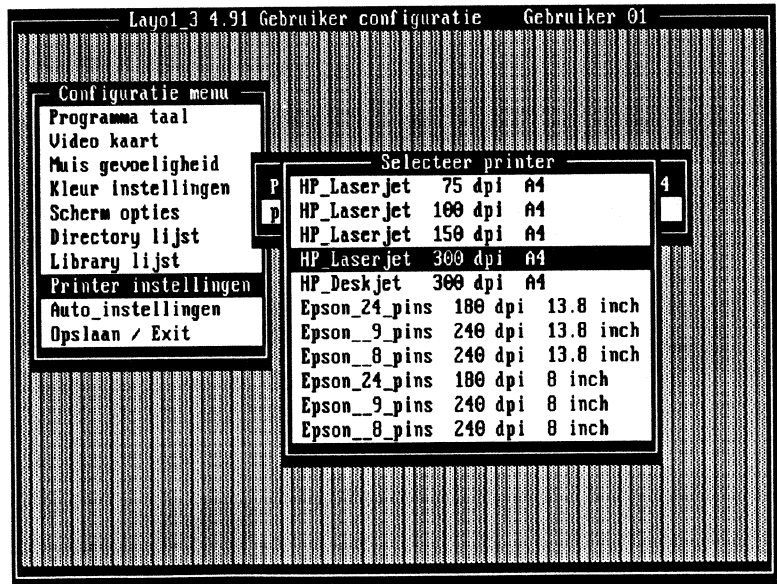 Layo1_3 4.91 Gebruiker configuratie Gebruiker 01
Configuratie menu
Programma taal
Video kaart
Muis gevoeligheid
Kleur instellingen
Scherm opties
Directory lijst
Library lijst
Printer instellingen
Auto_instellingen
Opslaan / Exit
P
p
4
Selecteer printer
HP_Laserjet 75 dpi A4
HP_Laserjet 100 dpi A4
HP_Laserjet 150 dpi A4
HP_Laserjet 300 dpi A4
HP_Deskjet 300 dpi A4
Epson_24_pins 180 dpi 13.8 inch
Epson__9_pins 240 dpi 13.8 inch
Epson__8_pins 240 dpi 13.8 inch
Epson_24_pins 180 dpi 8 inch
Epson__9_pins 240 dpi 8 inch
Epson__8_pins 240 dpi 8 inch